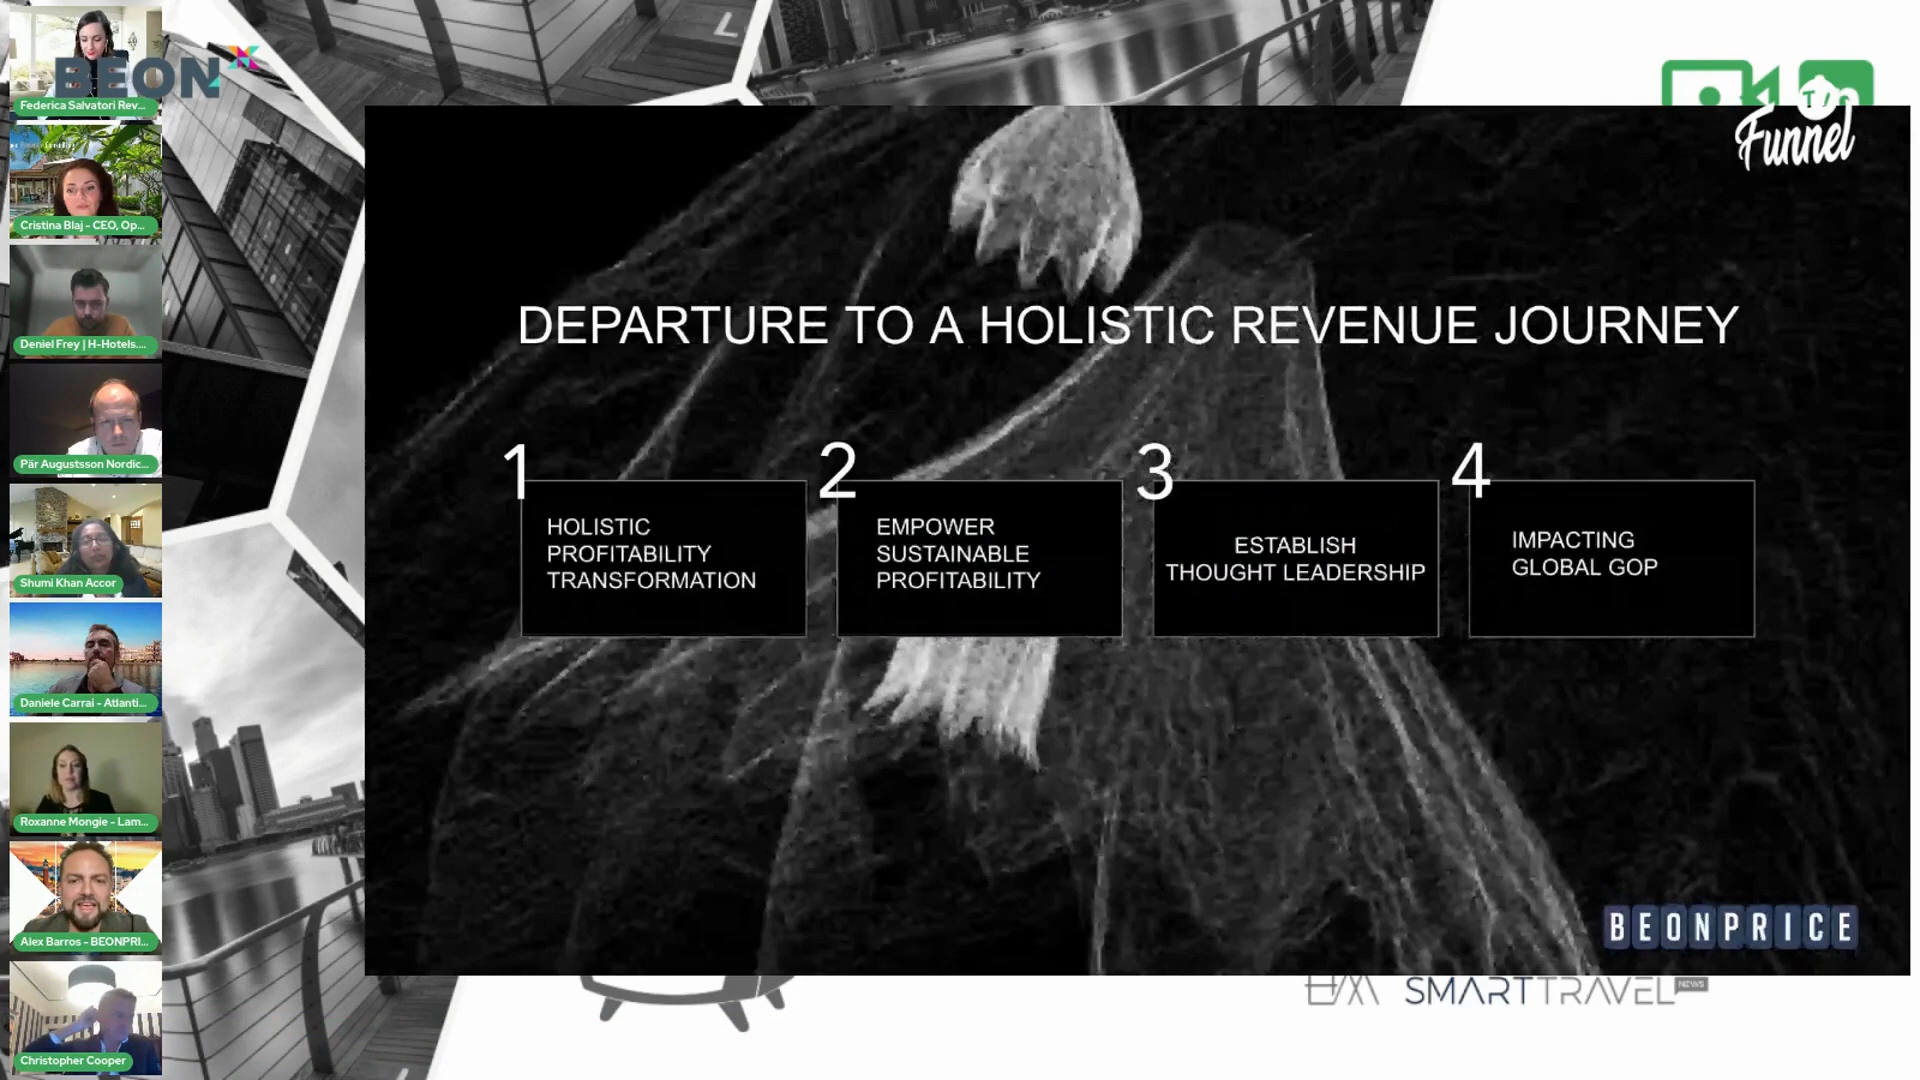 BEON
Federica Salvatori Rev...
Cristina Blaj - CEO, Op...
Deniel Frey | H-Hotels....
Pär Augustsson Nordic...
Shumi Khan Accor
Daniele Carrai - Atlanti...
Roxanne Mongie - Lam...
Alex Barros - BEONPRI...
Christopher Cooper
Funnel
DEPARTURE TO A HOLISTIC REVENUE JOURNEY
1
HOLISTIC
PROFITABILITY
TRANSFORMATION
2
EMPOWER
SUSTAINABLE
PROFITABILITY
3
ESTABLISH
THOUGHT LEADERSHIP
4
IMPACTING
GLOBAL GOP
BEONPRICE
SMARTTRAVEL NEWS